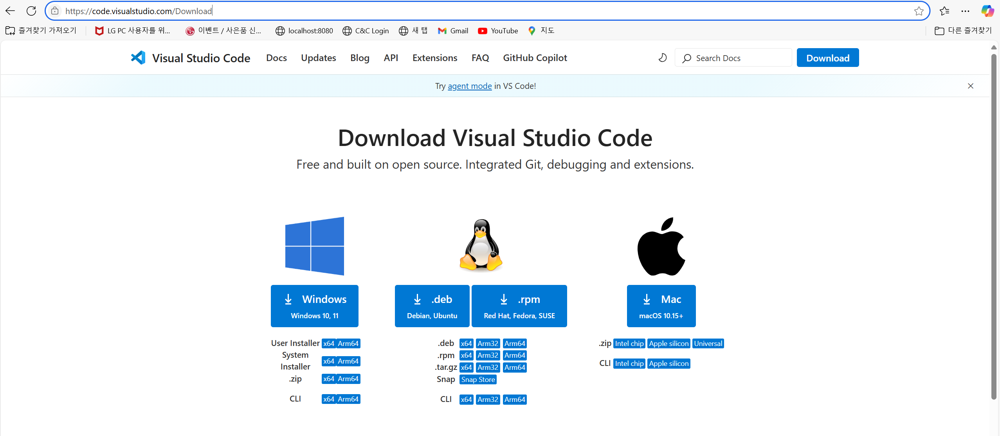 https://code.visualstudio.com/Download
즐겨찾기 가져오기 LG PC 사용자를 위... 이벤트 / 사은품 신... localhost:8080 C&C Login 새 탭 Gmail YouTube 지도 다른 즐겨찾기
Visual Studio Code Docs Updates Blog API Extensions FAQ GitHub Copilot Search Docs Download
Try agent mode in VS Code!
Download Visual Studio Code
Free and built on open source. Integrated Git, debugging and extensions.
Windows
Windows 10, 11
User Installer x64 Arm64
System
Installer x64 Arm64
.zip x64 Arm64
CLI x64 Arm64
.deb
Debian, Ubuntu
.rpm
Red Hat, Fedora, SUSE
.deb x64 Arm32 Arm64
.rpm x64 Arm32 Arm64
.tar.gz x64 Arm32 Arm64
Snap Snap Store
CLI x64 Arm32 Arm64
Mac
macOS 10.15+
.zip Intel chip Apple silicon Universal
CLI Intel chip Apple silicon